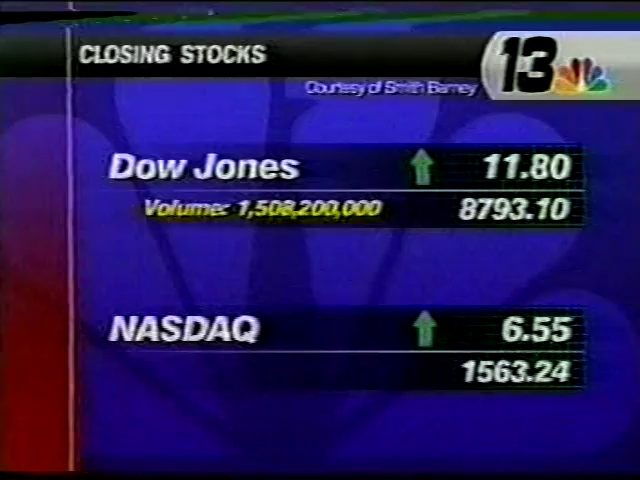 CLOSING STOCKS
13
Courtesy of Smith Barney
Dow Jones 11.80
Volume: 1,508,200,000 8793.10
NASDAQ 6.55
1563.24